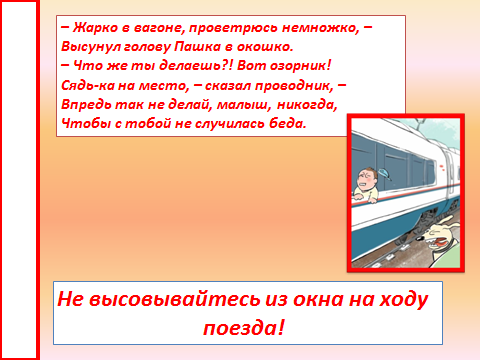 – Жарко в вагоне, проветрюсь немножко, –
Высунул голову Пашка в окошко.
– Что же ты делаешь?! Вот озорник!
Сядь-ка на место, – сказал проводник, –
Впредь так не делай, малыш, никогда,
Чтобы с тобой не случилась беда.
Не высовывайтесь из окна на ходу
поезда!